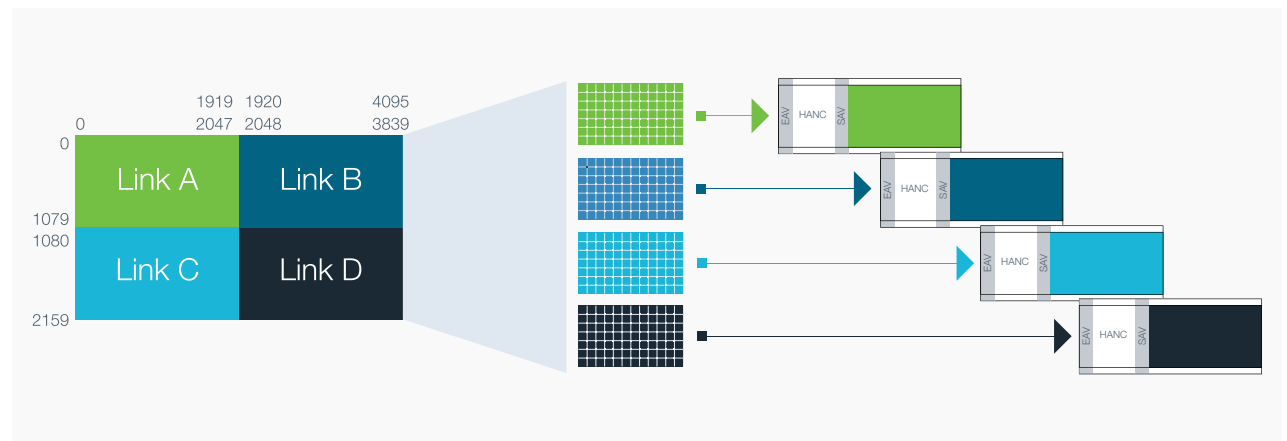 1919 1920 4095
0 2047 2048 3839
0
Link A Link B
1079
1080
Link C Link D
2159
EAV HANC SAV
EAV HANC SAV
EAV HANC SAV
EAV HANC SAV